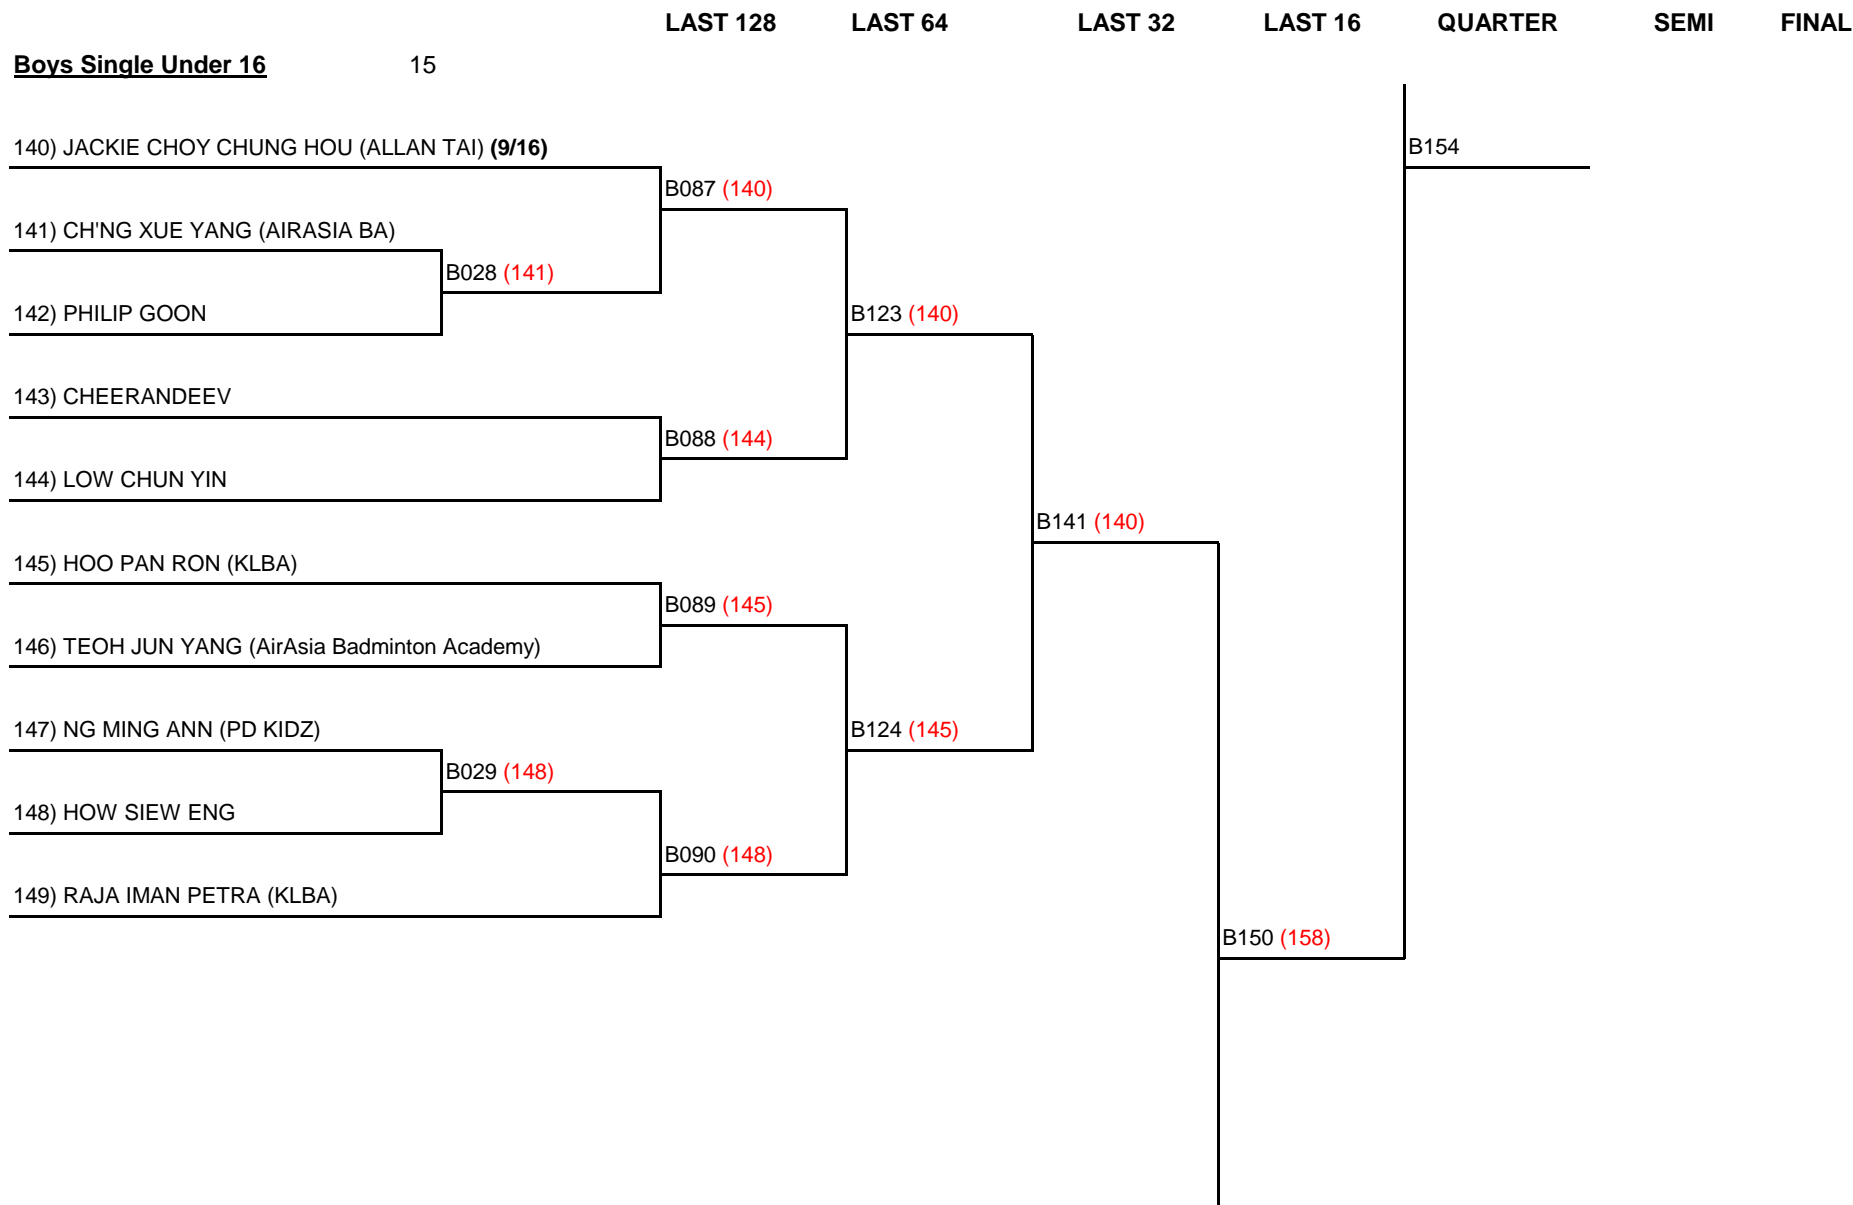 LAST 128 LAST 64 LAST 32 LAST 16 QUARTER SEMI FINAL
Boys Single Under 16 15
140) JACKIE CHOY CHUNG HOU (ALLAN TAI) (9/16) B154
B087 (140)
141) CH'NG XUE YANG (AIRASIA BA)
B028 (141)
142) PHILIP GOON B123 (140)
143) CHEERANDEEV
B088 (144)
144) LOW CHUN YIN
B141 (140)
145) HOO PAN RON (KLBA)
B089 (145)
146) TEOH JUN YANG (AirAsia Badminton Academy)
147) NG MING ANN (PD KIDZ) B124 (145)
B029 (148)
148) HOW SIEW ENG
B090 (148)
149) RAJA IMAN PETRA (KLBA)
B150 (158)